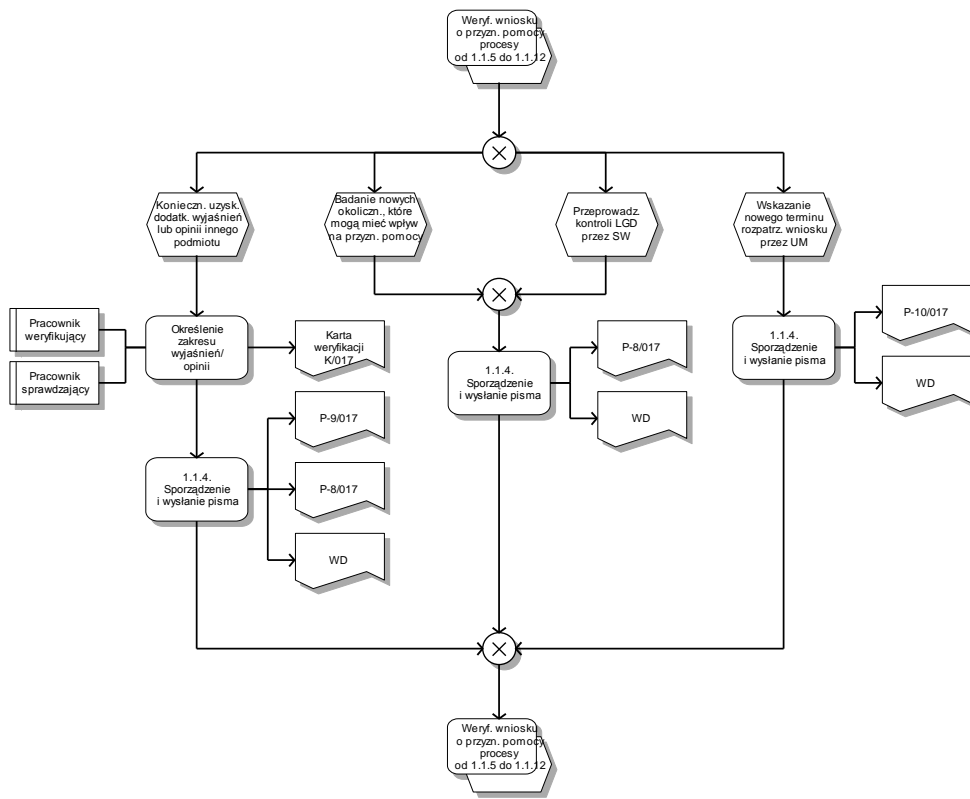 Weryf. wniosku
o przyzn. pomocy
procesy
od 1.1.5 do 1.1.12
Konieczn. uzysk.
dodatk. wyjaśnień
lub opinii innego
podmiotu
Badanie nowych
okoliczn., które
mogą mieć wpływ
na przyzn. pomocy
Przeprowadz.
kontroli LGD
przez SW
Wskazanie
nowego terminu
rozpatrz. wniosku
przez UM
Pracownik
weryfikujący
Pracownik
sprawdzający
Określenie
zakresu
wyjaśnień/
opinii
Karta
weryfikacji
K/017
1.1.4.
Sporządzenie
i wysłanie pisma
P-8/017
WD
1.1.4.
Sporządzenie
i wysłanie pisma
P-10/017
WD
1.1.4.
Sporządzenie
i wysłanie pisma
P-9/017
P-8/017
WD
Weryf. wniosku
o przyzn. pomocy
procesy
od 1.1.5 do 1.1.12